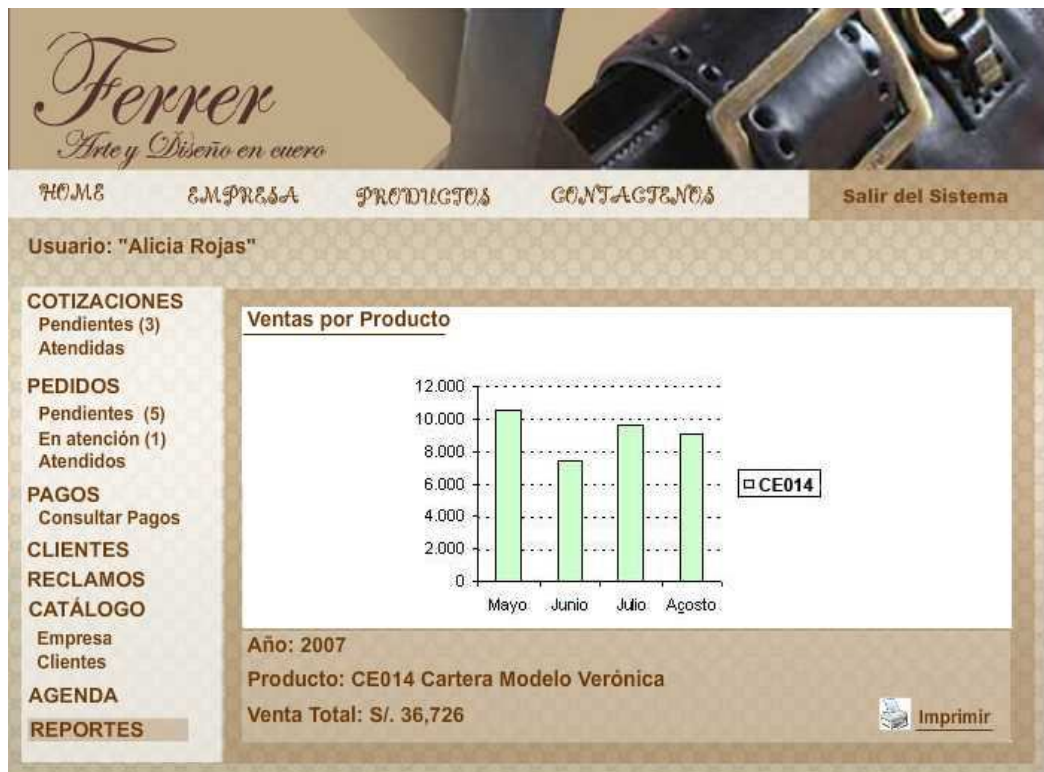 Ferrer
Arte y Diseño en cuero
HOME EMPRESA PRODUCTOS CONTACTENOS Salir del Sistema
Usuario: "Alicia Rojas"
COTIZACIONES
Pendientes (3)
Atendidas
PEDIDOS
Pendientes (5)
En atención (1)
Atendidos
PAGOS
Consultar Pagos
CLIENTES
RECLAMOS
CATÁLOGO
Empresa
Clientes
AGENDA
REPORTES
Ventas por Producto
12.000
10.000
8.000
6.000
4.000
2.000
0
Mayo Junio Julio Agosto
CE014
Año: 2007
Producto: CE014 Cartera Modelo Verónica
Venta Total: S/. 36,726
Imprimir